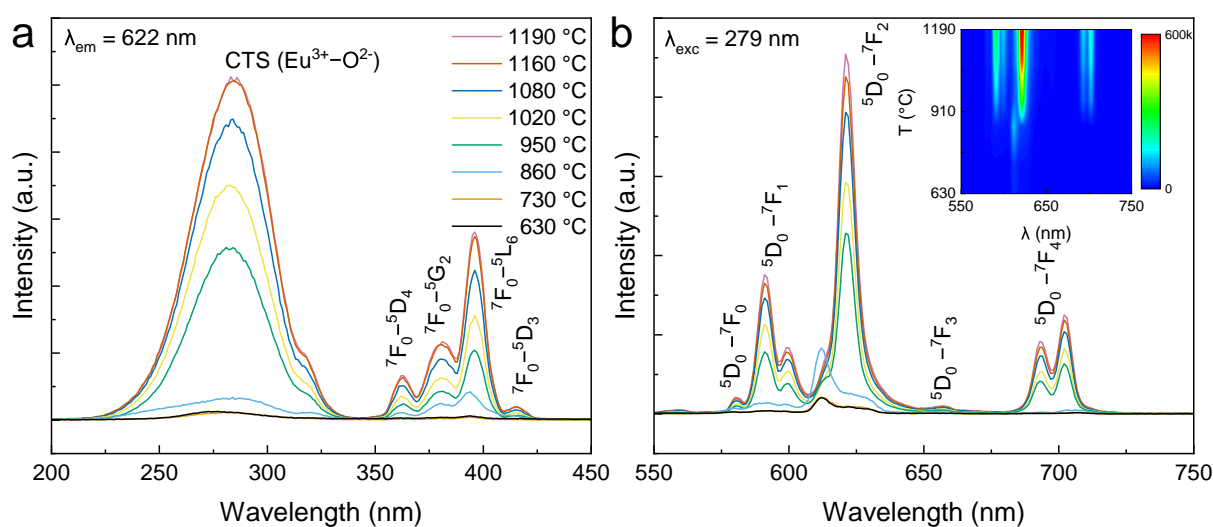 a
λem = 622 nm
CTS (Eu³⁺−O²⁻)
1190 °C
1160 °C
1080 °C
1020 °C
950 °C
860 °C
730 °C
630 °C
⁷F₀−⁵D₄
⁷F₀−⁵G₂
⁷F₀−⁵L₆
⁷F₀−⁵D₃
Intensity (a.u.)
200 250 300 350 400 450
Wavelength (nm)
b
λexc = 279 nm
⁵D₀−⁷F₀
⁵D₀−⁷F₁
⁵D₀−⁷F₂
⁵D₀−⁷F₃
⁵D₀−⁷F₄
1190
910
630
T (°C)
550 650 750
λ (nm)
600k
0
Intensity (a.u.)
550 600 650 700 750
Wavelength (nm)